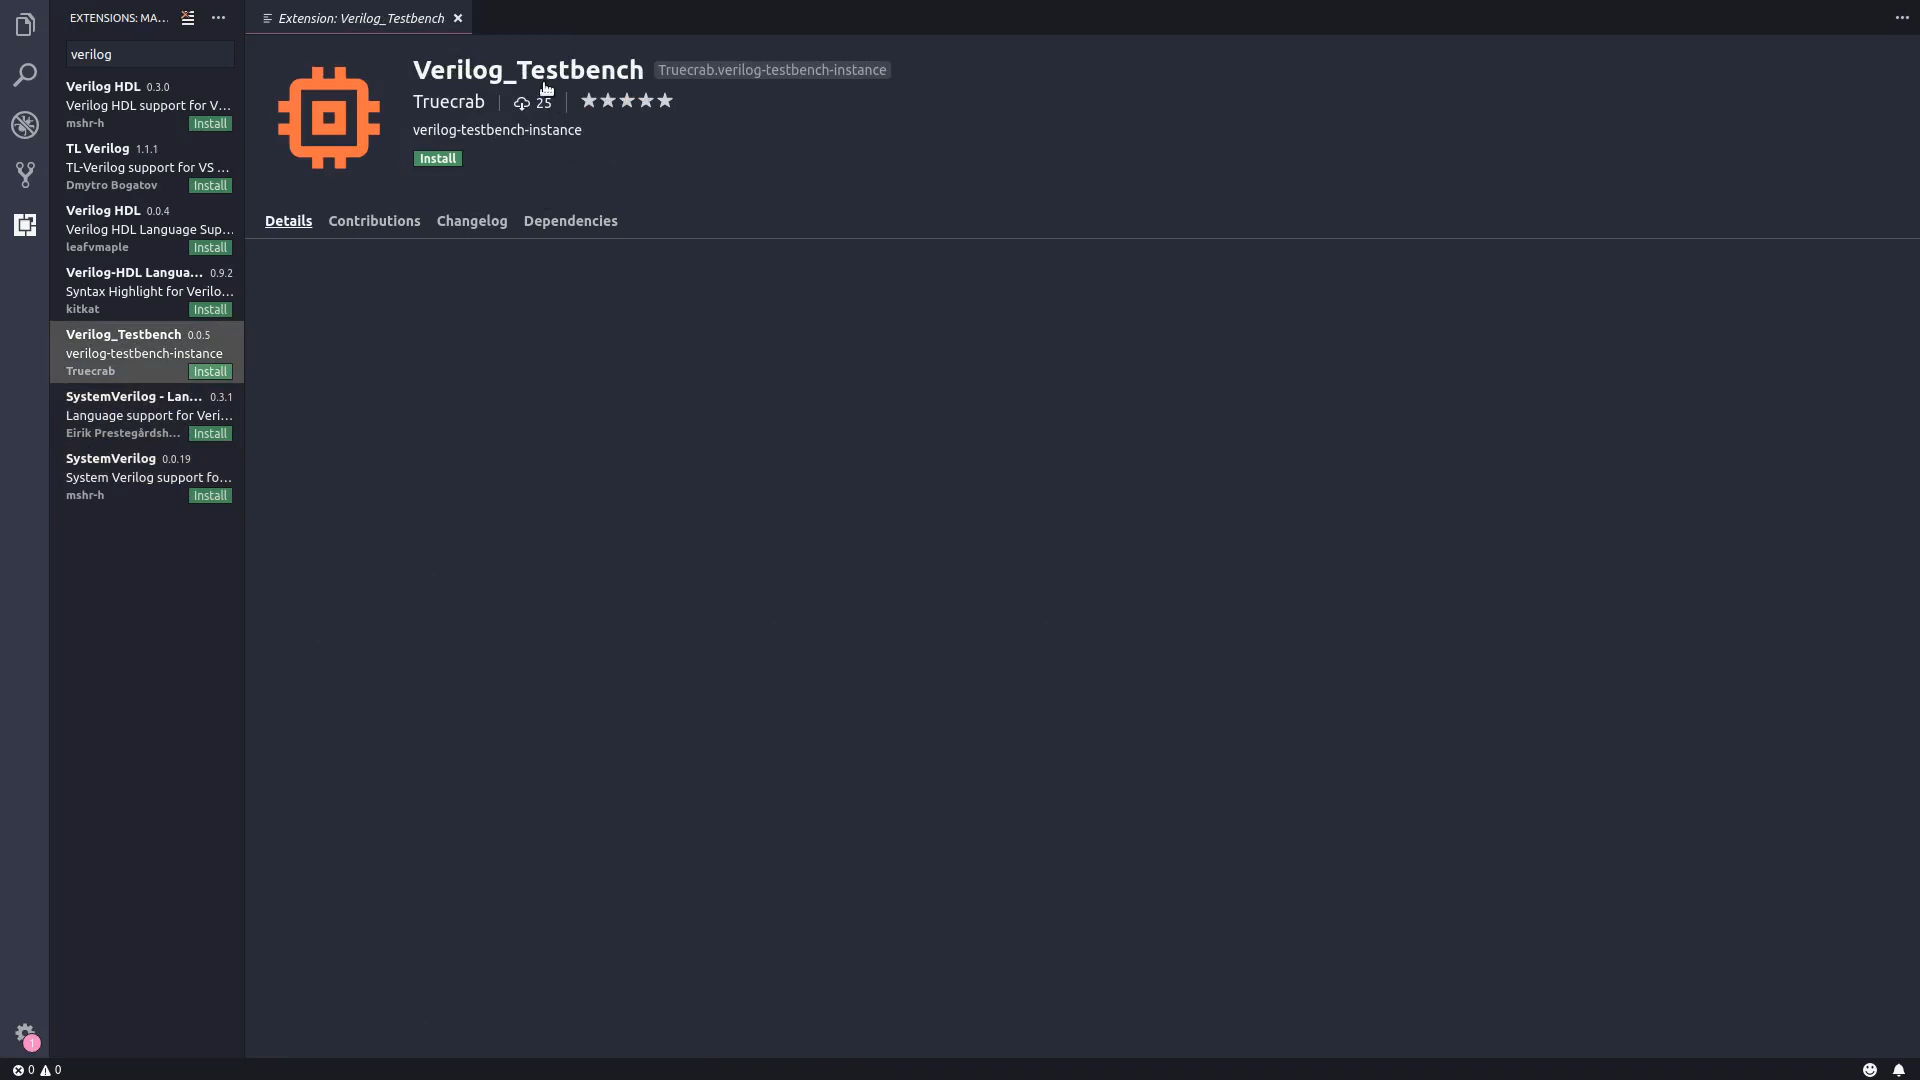 EXTENSIONS: MA...
verilog
Verilog HDL 0.3.0
Verilog HDL support for V...
mshr-h Install
TL Verilog 1.1.1
TL-Verilog support for VS ...
Dmytro Bogatov Install
Verilog HDL 0.0.4
Verilog HDL Language Sup...
leafvmaple Install
Verilog-HDL Langua... 0.9.2
Syntax Highlight for Verilo...
kitkat Install
Verilog_Testbench 0.0.5
verilog-testbench-instance
Truecrab Install
SystemVerilog - Lan... 0.3.1
Language support for Veri...
Eirik Prestegårdsh... Install
SystemVerilog 0.0.19
System Verilog support fo...
mshr-h Install
Extension: Verilog_Testbench
Verilog_Testbench Truecrab.verilog-testbench-instance
Truecrab 25
verilog-testbench-instance
Install
Details Contributions Changelog Dependencies
1
0 0